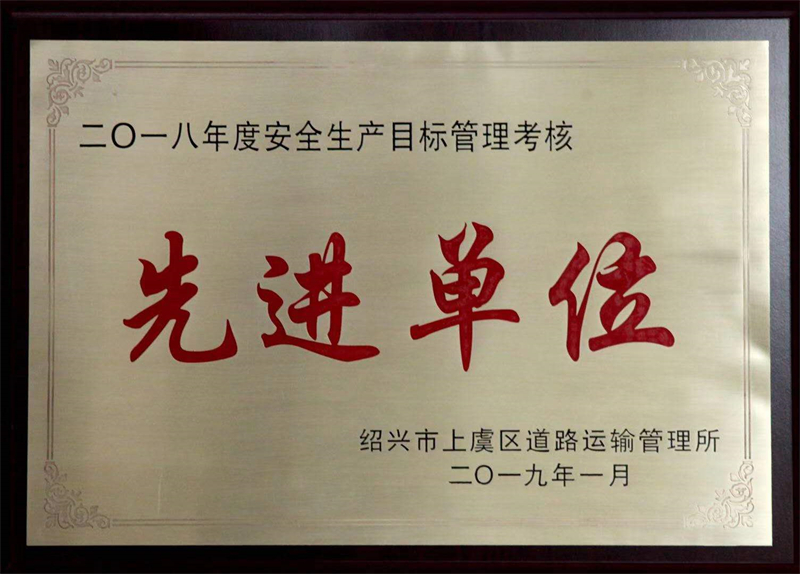 二〇一八年度安全生产目标管理考核
先进单位
绍兴市上虞区道路运输管理所
二〇一九年一月